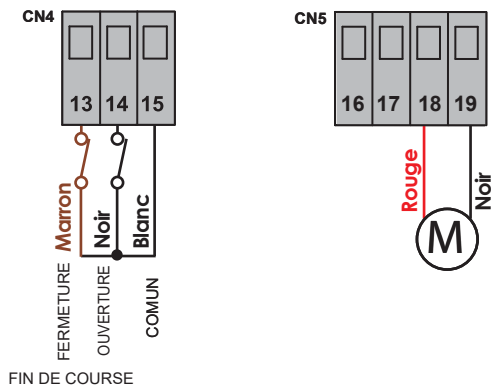 CN4
13 14 15
Marron
Noir
Blanc
FERMETURE
OUVERTURE
COMUN
FIN DE COURSE
CN5
16 17 18 19
Rouge
Noir
M